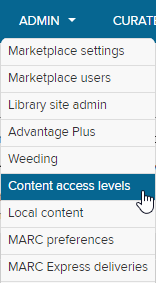 ADMIN CURATE
Marketplace settings
Marketplace users
Library site admin
Advantage Plus
Weeding
Content access levels
Local content
MARC preferences
MARC Express deliveries